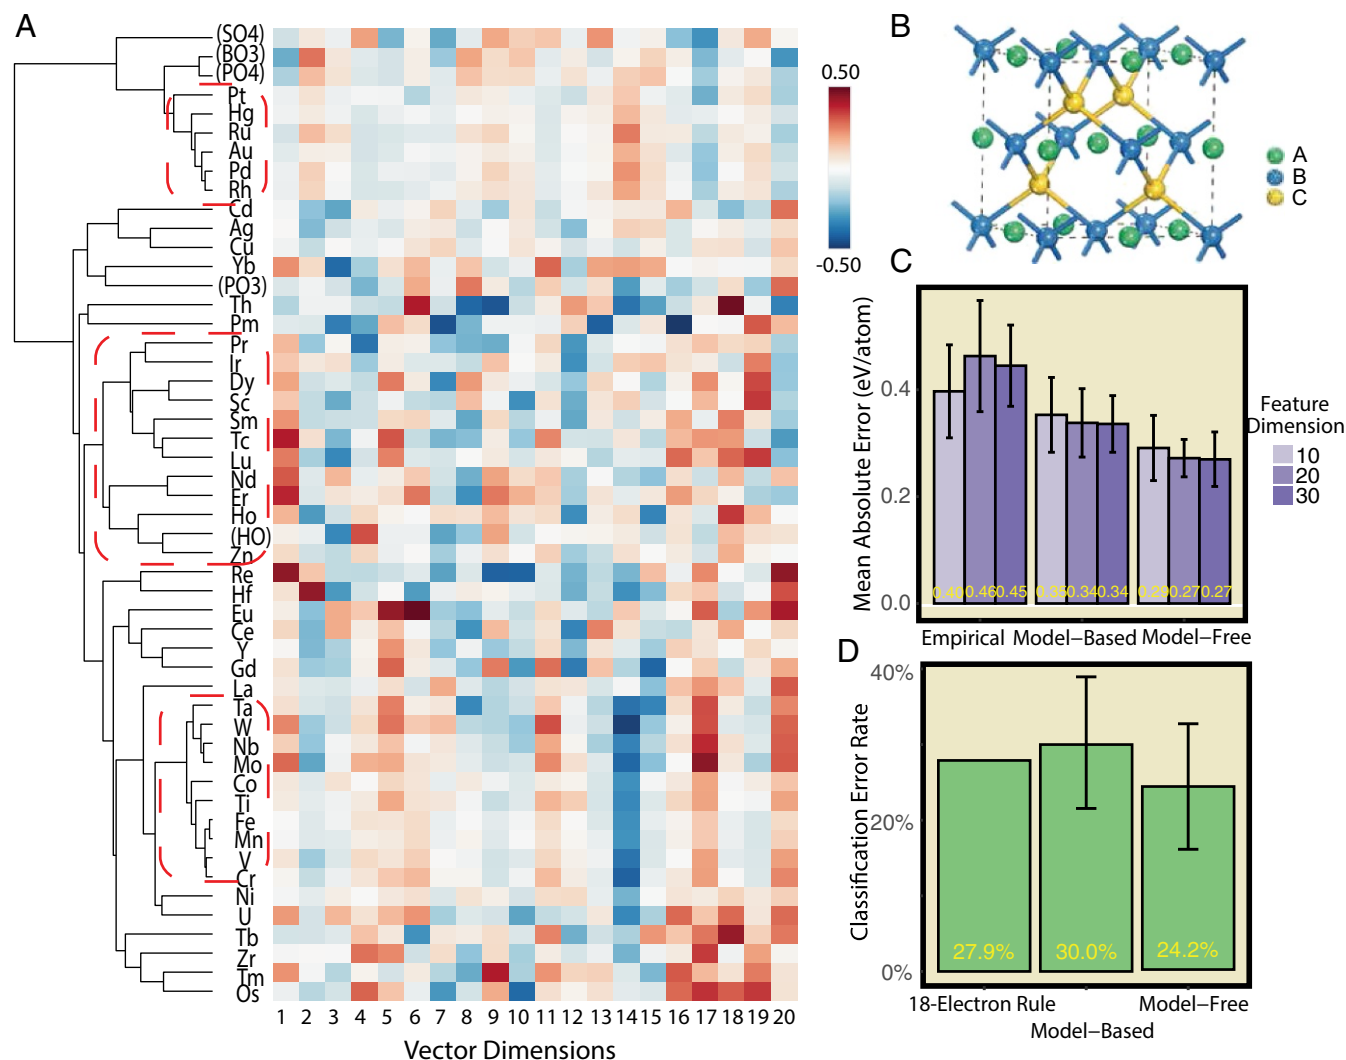 A
(SO4)
(BO3)
(PO4)
Pt
Hg
Ru
Au
Pd
Rh
Cd
Ag
Cu
Yb
(PO3)
Th
Pm
Pr
Ir
Dy
Sc
Sm
Tc
Lu
Nd
Er
Ho
(HO)
Zn
Re
Hf
Eu
Ce
Y
Gd
La
Ta
W
Nb
Mo
Co
Ti
Fe
Mn
V
Cr
Ni
U
Tb
Zr
Tm
Os
1 2 3 4 5 6 7 8 9 10 11 12 13 14 15 16 17 18 19 20
Vector Dimensions
0.50
-0.50
B
A
B
C
C
Mean Absolute Error (eV/atom)
0.4
0.2
0.0
0.40 0.46 0.45 0.35 0.34 0.34 0.29 0.27 0.27
Empirical Model−Based Model−Free
Feature
Dimension
10
20
30
D
Classification Error Rate
40%
20%
0%
27.9% 30.0% 24.2%
18-Electron Rule Model−Free
Model−Based